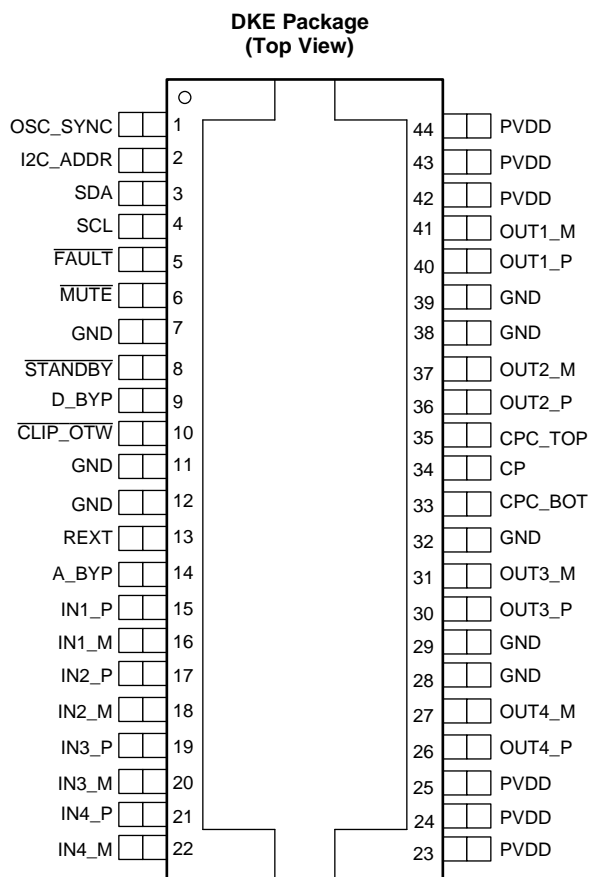 DKE Package
(Top View)
OSC_SYNC 1 44 PVDD
I2C_ADDR 2 43 PVDD
SDA 3 42 PVDD
SCL 4 41 OUT1_M
FAULT 5 40 OUT1_P
MUTE 6 39 GND
GND 7 38 GND
STANDBY 8 37 OUT2_M
D_BYP 9 36 OUT2_P
CLIP_OTW 10 35 CPC_TOP
GND 11 34 CP
GND 12 33 CPC_BOT
REXT 13 32 GND
A_BYP 14 31 OUT3_M
IN1_P 15 30 OUT3_P
IN1_M 16 29 GND
IN2_P 17 28 GND
IN2_M 18 27 OUT4_M
IN3_P 19 26 OUT4_P
IN3_M 20 25 PVDD
IN4_P 21 24 PVDD
IN4_M 22 23 PVDD